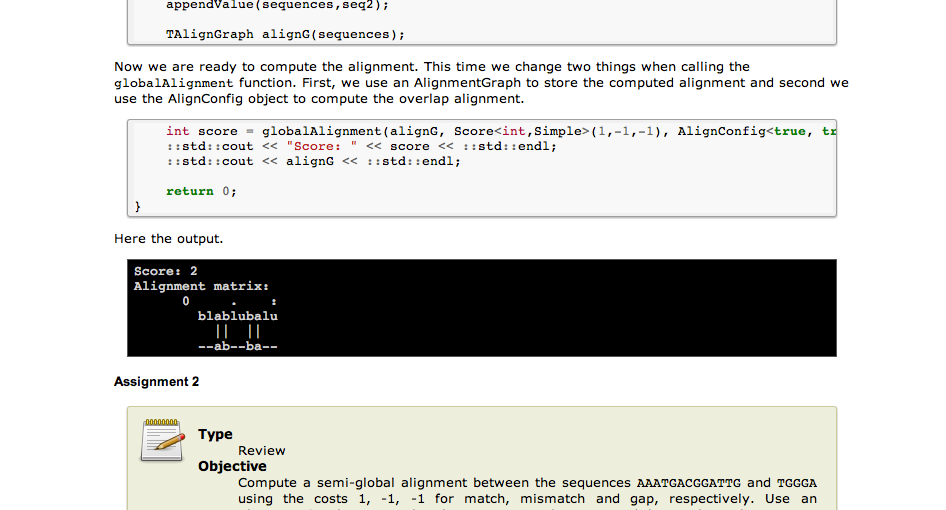 appendValue(sequences,seq2);
TAlignGraph alignG(sequences);
Now we are ready to compute the alignment. This time we change two things when calling the
globalAlignment function. First, we use an AlignmentGraph to store the computed alignment and second we
use the AlignConfig object to compute the overlap alignment.
int score = globalAlignment(alignG, Score<int,Simple>(1,-1,-1), AlignConfig<true, tr
::std::cout << "Score: " << score << ::std::endl;
::std::cout << alignG << ::std::endl;
return 0;
}
Here the output.
Score: 2
Alignment matrix:
0 . :
blablubalu
|| ||
--ab--ba--
Assignment 2
Type
Review
Objective
Compute a semi-global alignment between the sequences AAATGACGGATTG and TGGGA
using the costs 1, -1, -1 for match, mismatch and gap, respectively. Use an